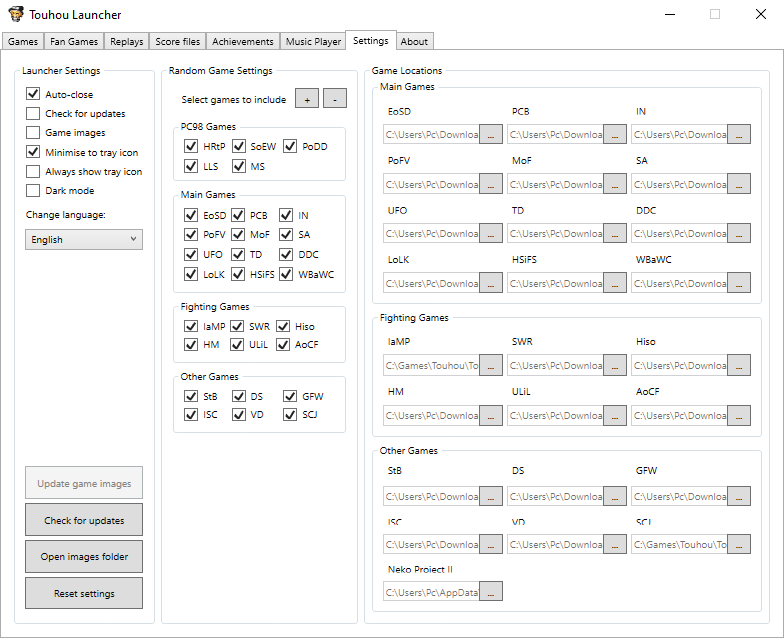 Touhou Launcher
Games Fan Games Replays Score files Achievements Music Player Settings About
Launcher Settings
Auto-close
Check for updates
Game images
Minimise to tray icon
Always show tray icon
Dark mode
Change language:
English
Update game images
Check for updates
Open images folder
Reset settings
Random Game Settings
Select games to include + -
PC98 Games
HRtP SoEW PoDD
LLS MS
Main Games
EoSD PCB IN
PoFV MoF SA
UFO TD DDC
LoLK HSiFS WBaWC
Fighting Games
IaMP SWR Hiso
HM ULiL AoCF
Other Games
StB DS GFW
ISC VD SCJ
Game Locations
Main Games
EoSD PCB IN
C:\Users\Pc\Downloa ... C:\Users\Pc\Downloa ... C:\Users\Pc\Downloa ...
PoFV MoF SA
C:\Users\Pc\Downloa ... C:\Users\Pc\Downloa ... C:\Users\Pc\Downloa ...
UFO TD DDC
C:\Users\Pc\Downloa ... C:\Users\Pc\Downloa ... C:\Users\Pc\Downloa ...
LoLK HSiFS WBaWC
C:\Users\Pc\Downloa ... C:\Users\Pc\Downloa ... C:\Users\Pc\Downloa ...
Fighting Games
IaMP SWR Hiso
C:\Games\Touhou\To ... C:\Users\Pc\Downloa ... C:\Users\Pc\Downloa ...
HM ULiL AoCF
C:\Users\Pc\Downloa ... C:\Users\Pc\Downloa ... C:\Users\Pc\Downloa ...
Other Games
StB DS GFW
C:\Users\Pc\Downloa ... C:\Users\Pc\Downloa ... C:\Users\Pc\Downloa ...
ISC VD SCJ
C:\Users\Pc\Downloa ... C:\Users\Pc\Downloa ... C:\Games\Touhou\To ...
Neko Project II
C:\Users\Pc\AppData ...